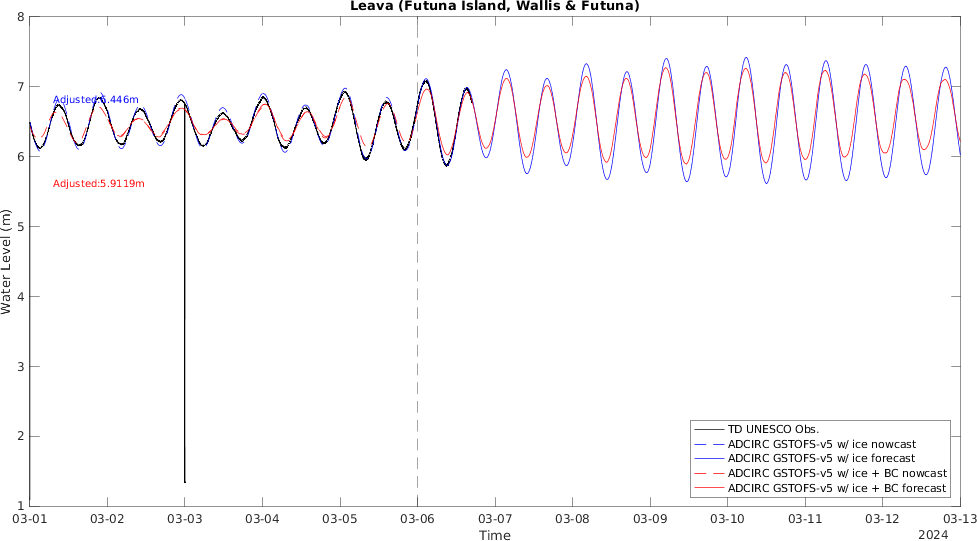 Leava (Futuna Island, Wallis & Futuna)
8
7
6
5
4
3
2
1
Water Level (m)
Adjusted:6.446m
Adjusted:5.9119m
TD UNESCO Obs.
ADCIRC GSTOFS-v5 w/ ice nowcast
ADCIRC GSTOFS-v5 w/ ice forecast
ADCIRC GSTOFS-v5 w/ ice + BC nowcast
ADCIRC GSTOFS-v5 w/ ice + BC forecast
03-01 03-02 03-03 03-04 03-05 03-06 03-07 03-08 03-09 03-10 03-11 03-12 03-13
Time
2024